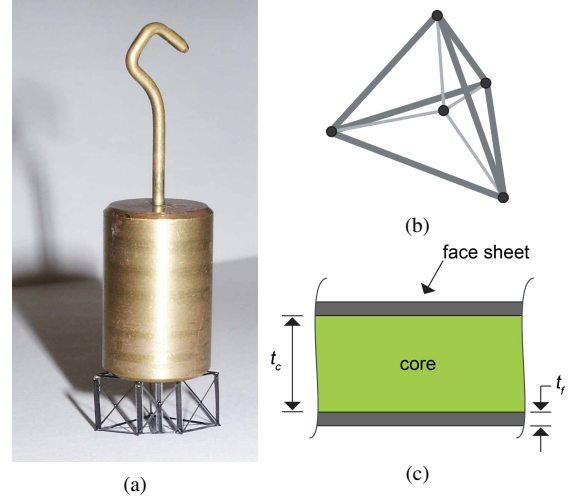 (b)
face sheet
t_c
core
t_f
(a)
(c)